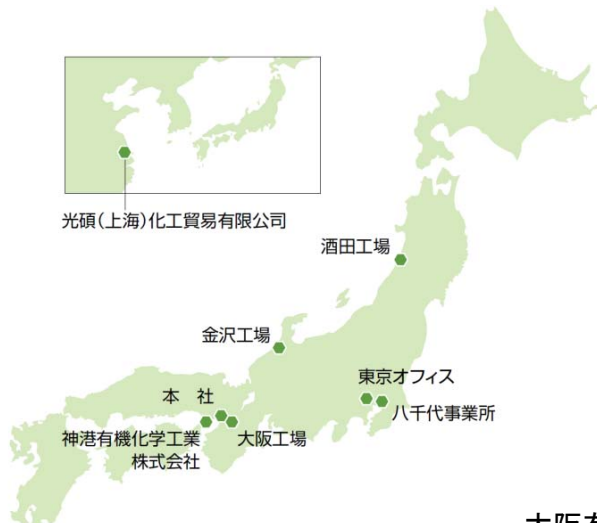 光碩(上海)化工貿易有限公司
酒田工場
金沢工場
東京オフィス
本 社
八千代事業所
神港有機化学工業
株式会社
大阪工場